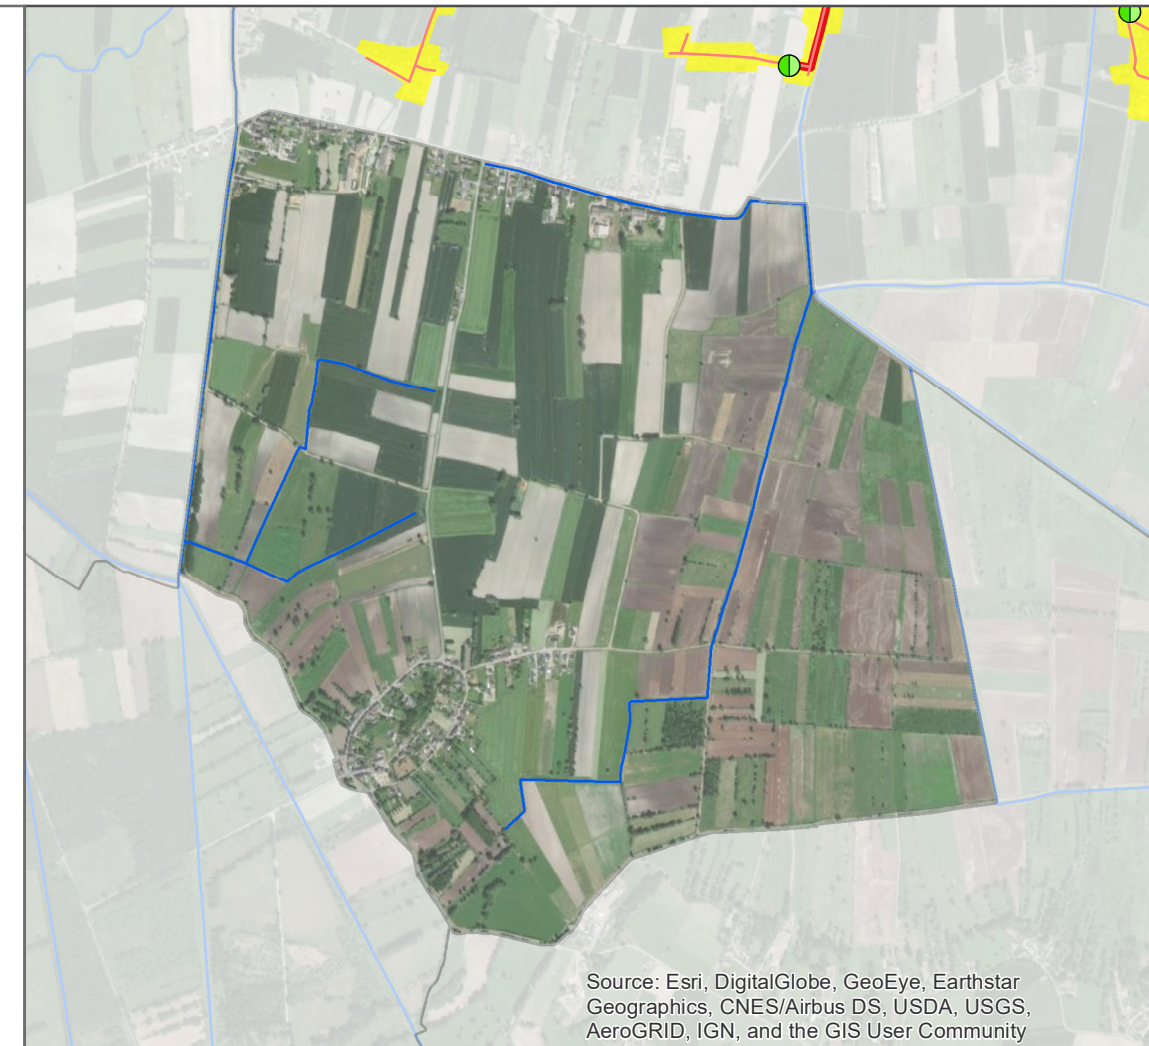 Source: Esri, DigitalGlobe, GeoEye, Earthstar
Geographics, CNES/Airbus DS, USDA, USGS,
AeroGRID, IGN, and the GIS User Community